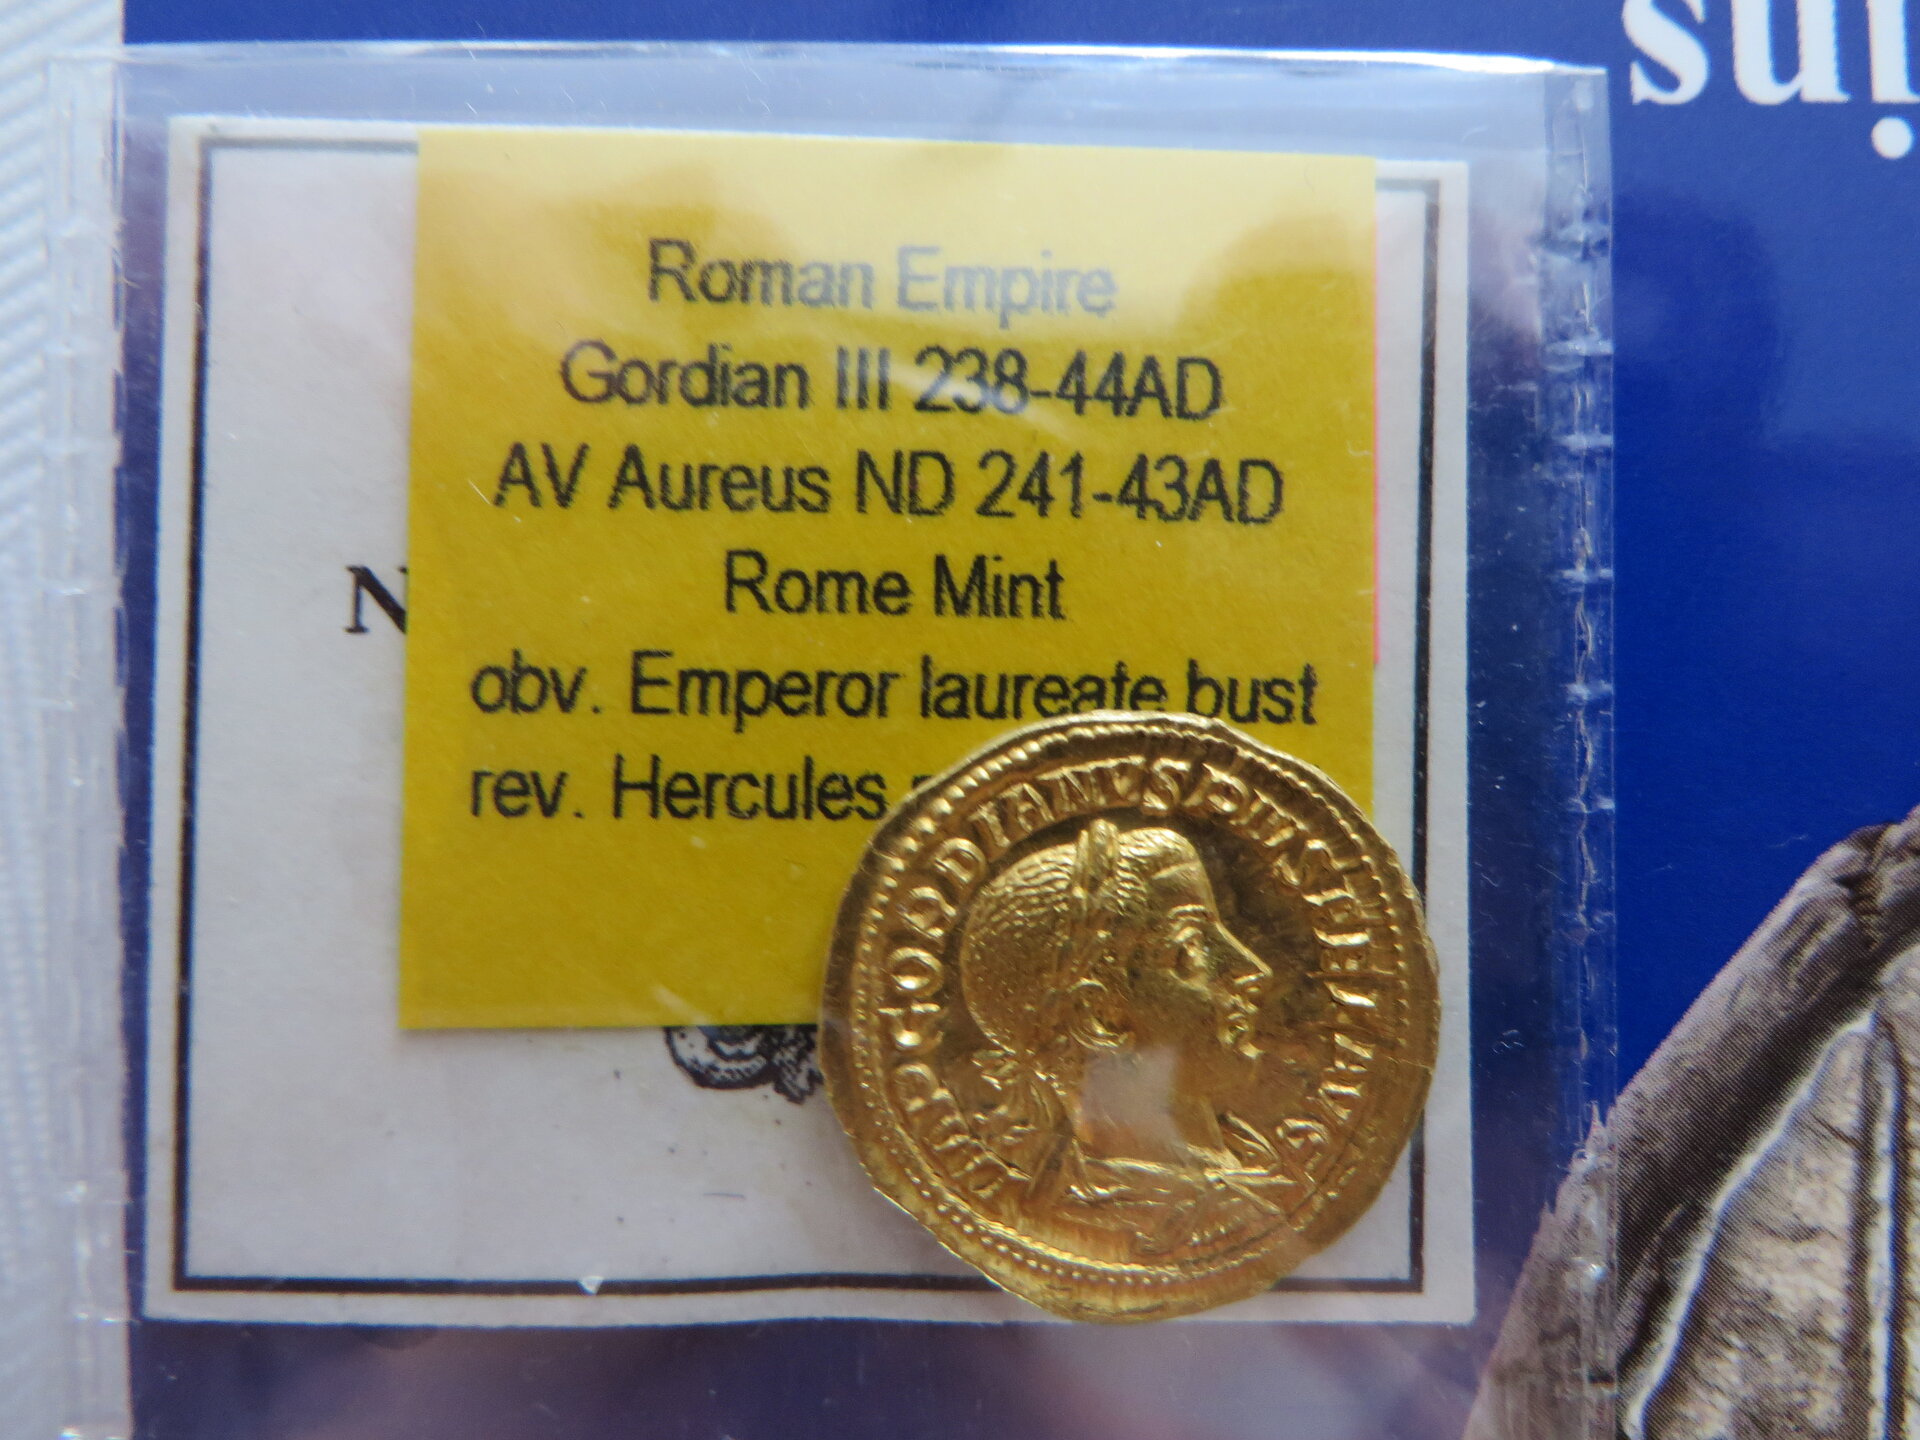 Roman Empire
Gordian III 238-44AD
AV Aureus ND 241-43AD
Rome Mint
obv. Emperor laureate bust
rev. Hercules
IMP GORDIANVS PIVS FEL AVG
N
sui